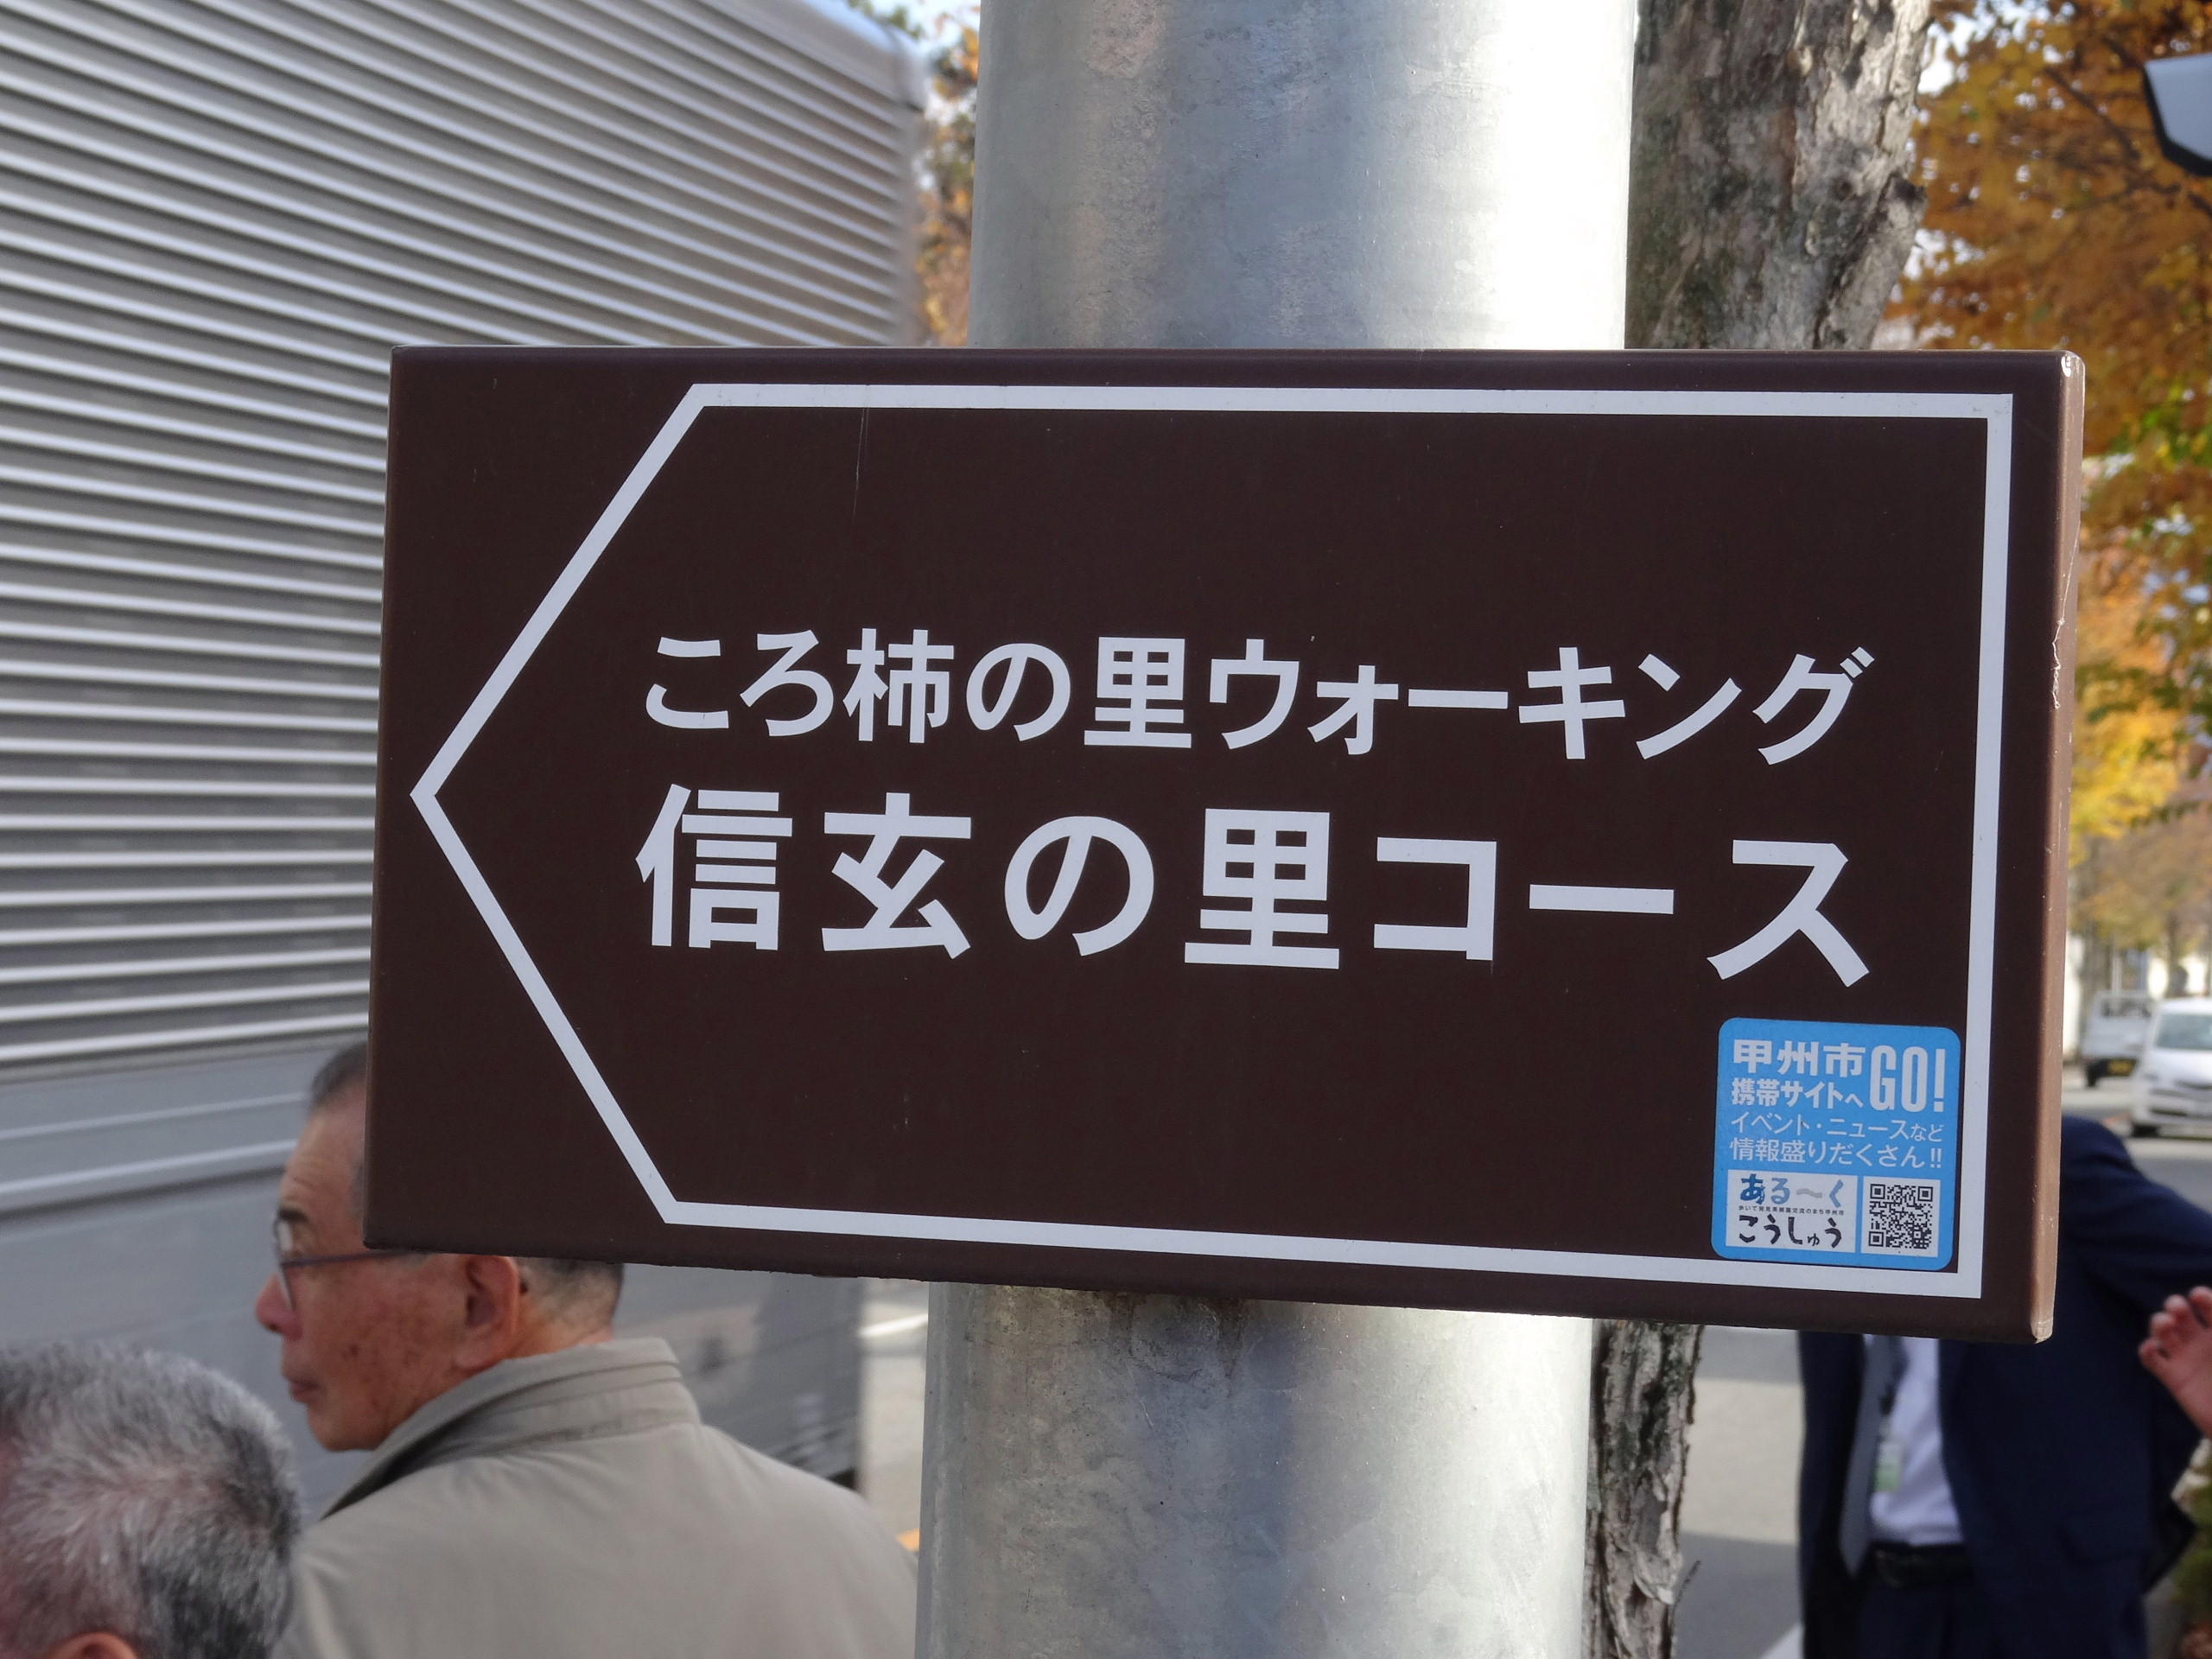 ころ柿の里ウォーキング
信玄の里コース
甲州市GO!
携帯サイトへ
イベント・ニュースなど
情報盛りだくさん!!
ある〜く
こうしゅう